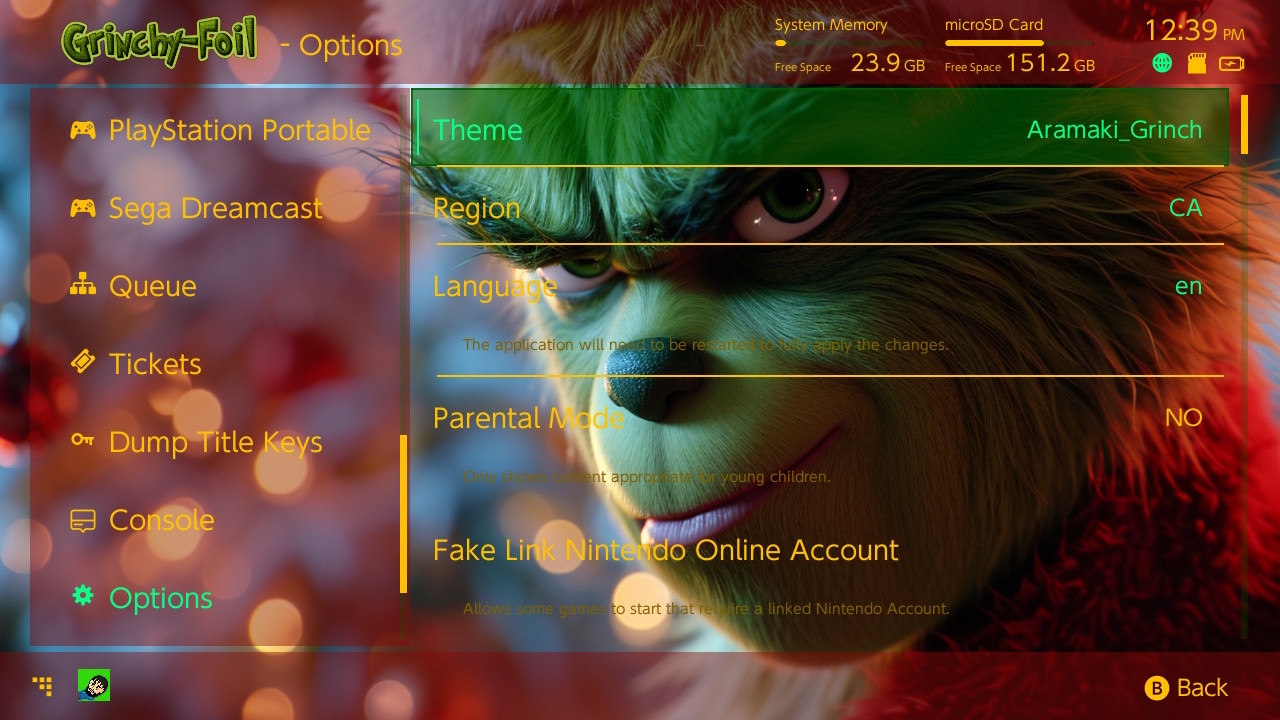 Grinchy-Foil
- Options
System Memory
Free Space 23.9 GB
microSD Card
Free Space 151.2 GB
12:39 PM
PlayStation Portable
Sega Dreamcast
Queue
Tickets
Dump Title Keys
Console
Options
Theme Aramaki_Grinch
Region CA
Language en
The application will need to be restarted to fully apply the changes.
Parental Mode NO
Only shows content appropriate for young children.
Fake Link Nintendo Online Account
Allows some games to start that require a linked Nintendo Account.
B Back